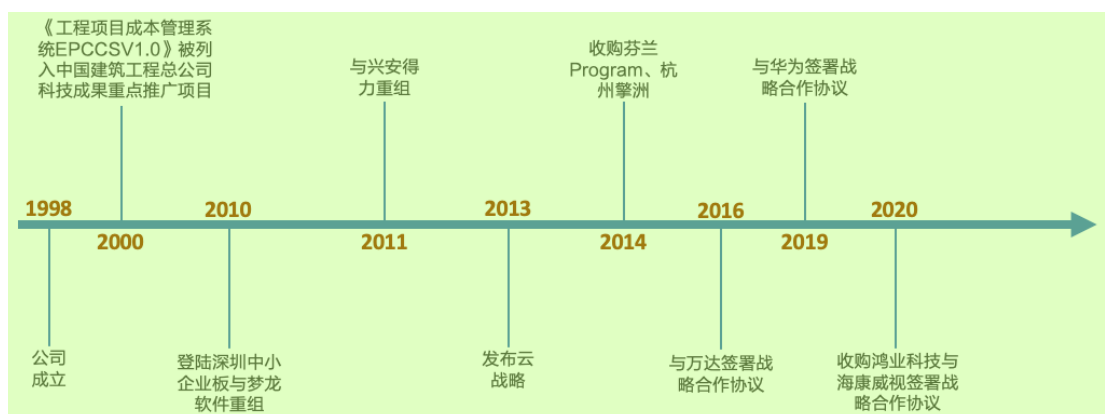 《工程项目成本管理系
统EPCCSV1.0》被列
入中国建筑工程总公司
科技成果重点推广项目
与兴安得
力重组
收购芬兰
Program、杭
州擎洲
与华为签署战
略合作协议
1998
2010
2013
2016
2020
2000
2011
2014
2019
公司
成立
登陆深圳中小
企业板与梦龙
软件重组
发布云
战略
与万达签署战
略合作协议
收购鸿业科技与
海康威视签署战
略合作协议